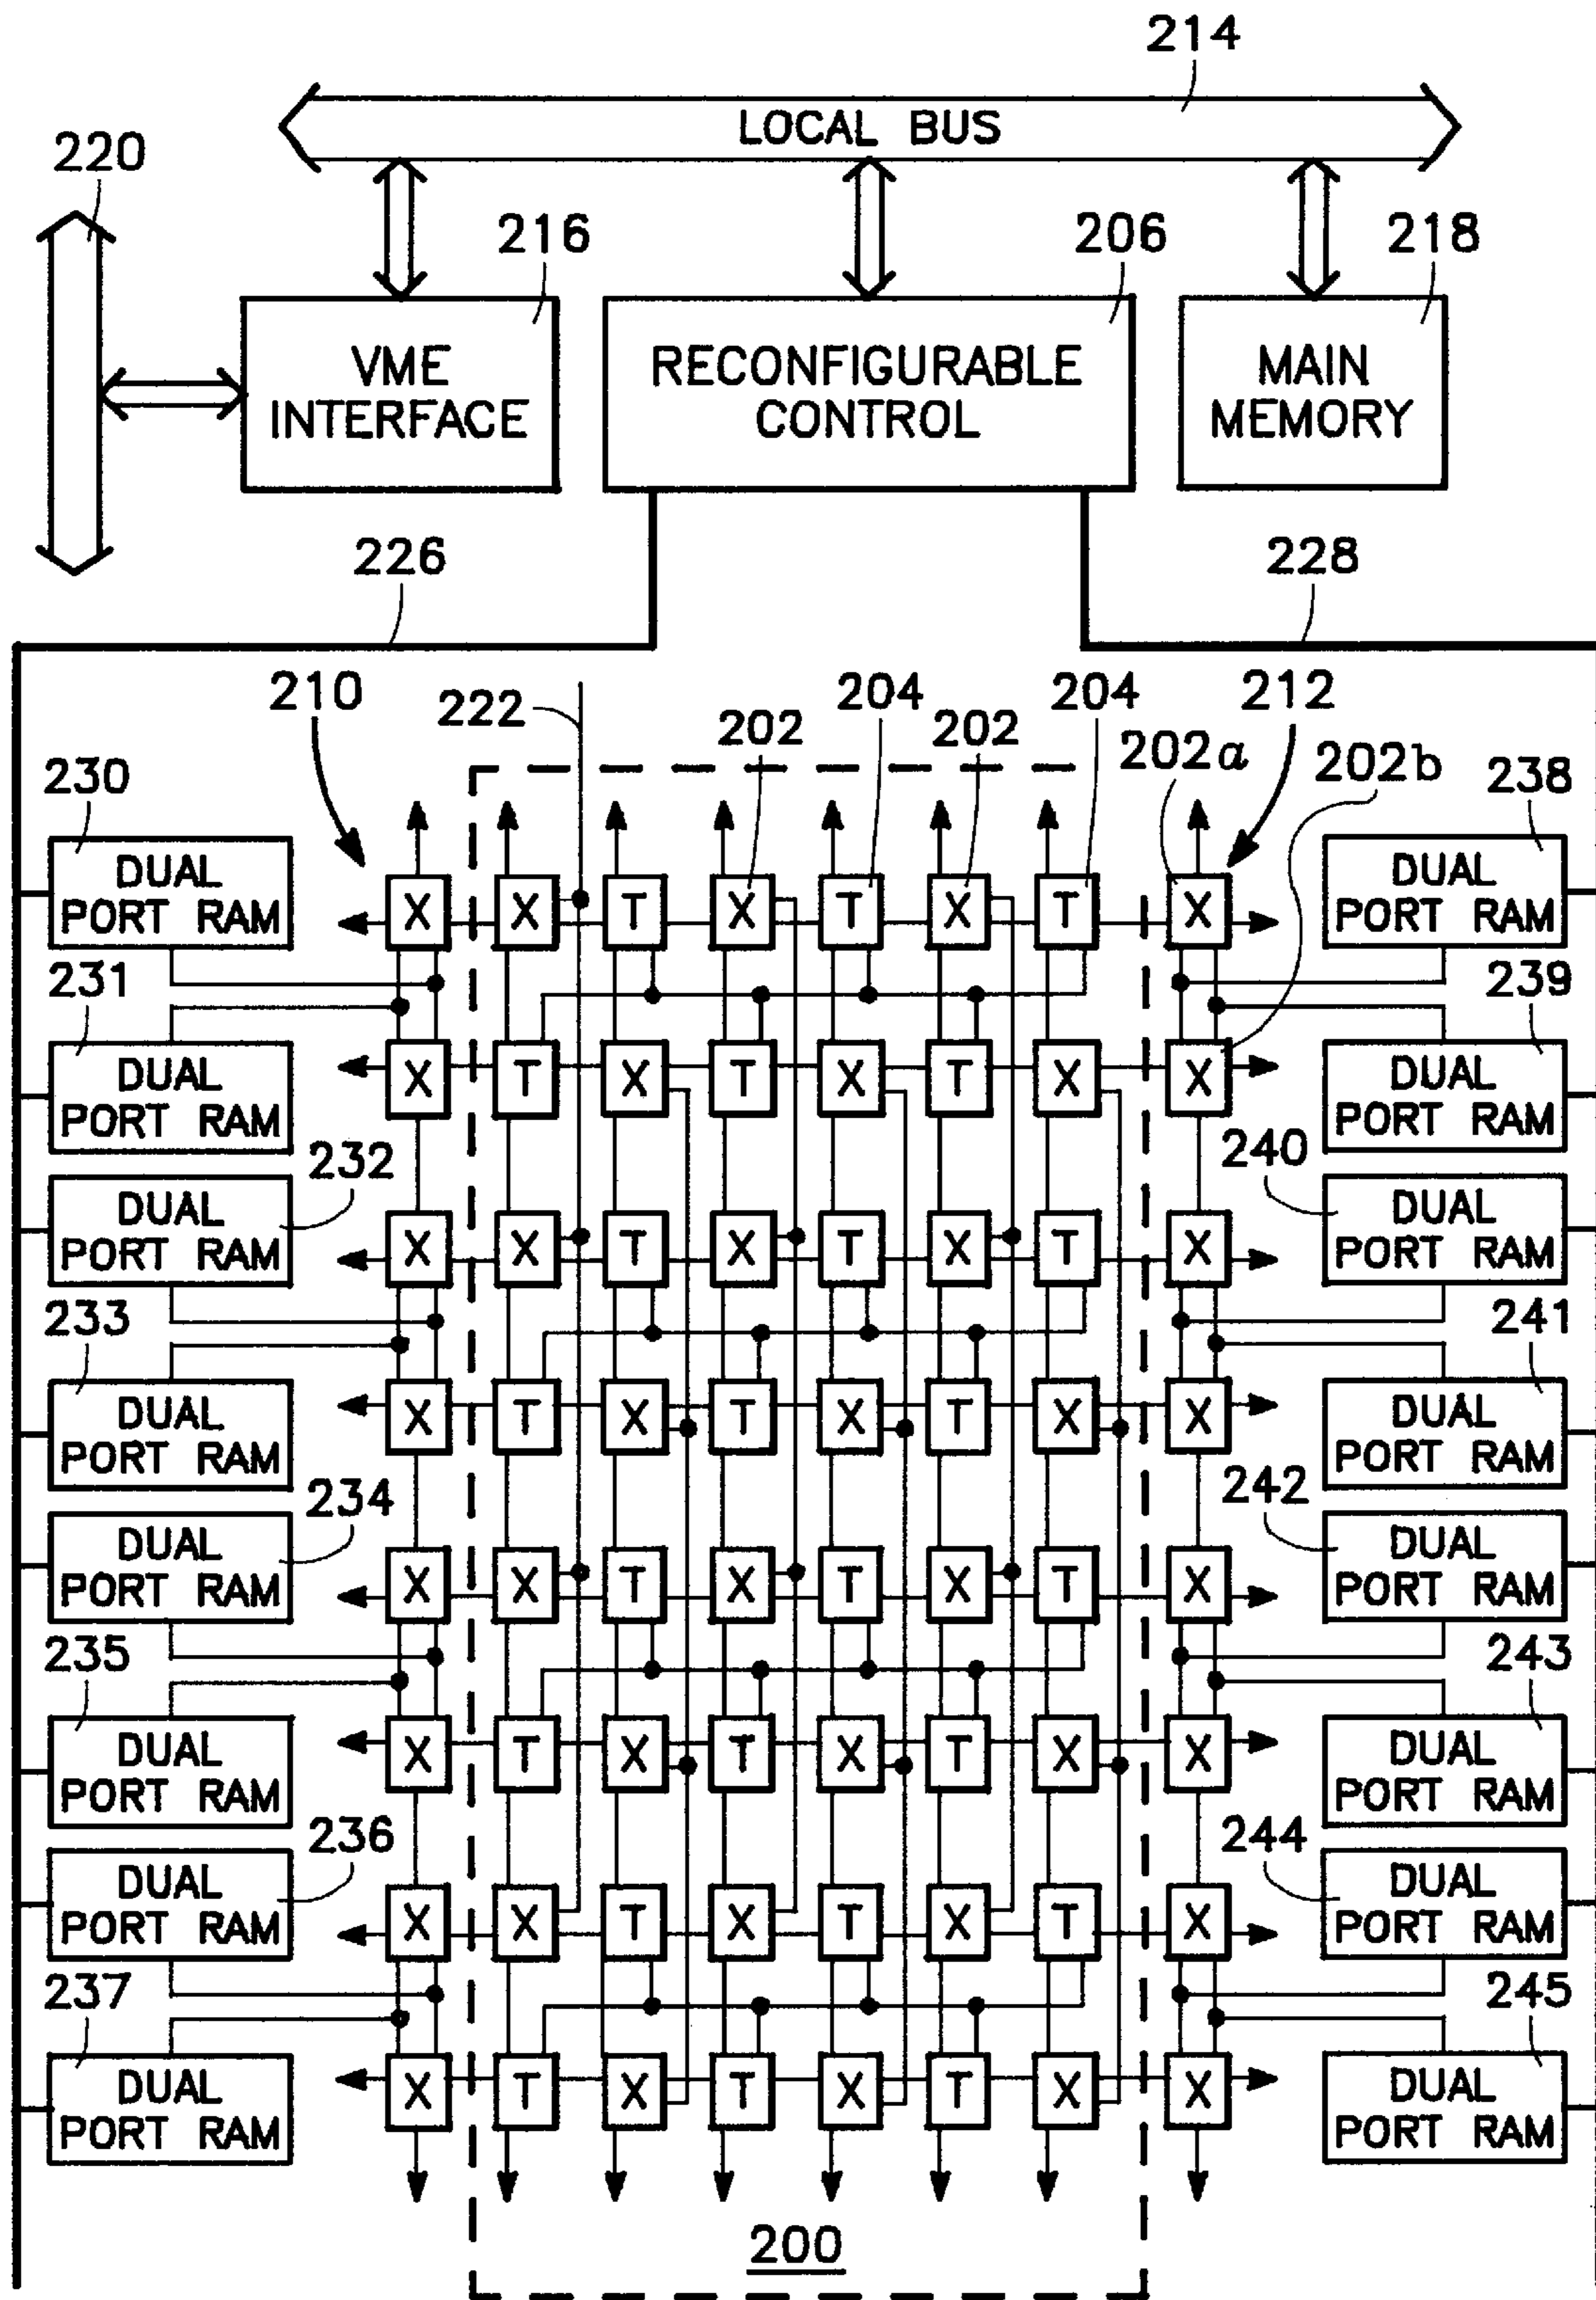 214
LOCAL BUS
220
216
206
218
VME
INTERFACE
RECONFIGURABLE
CONTROL
MAIN
MEMORY
226
228
210
222
202
204
202
204
212
202a
202b
230
238
DUAL
PORT RAM
X X T X T X T X
DUAL
PORT RAM
231
239
DUAL
PORT RAM
X T X T X T X X
DUAL
PORT RAM
232
240
DUAL
PORT RAM
X X T X T X T X
DUAL
PORT RAM
233
241
DUAL
PORT RAM
X T X T X T X X
DUAL
PORT RAM
234
242
DUAL
PORT RAM
X X T X T X T X
DUAL
PORT RAM
235
243
DUAL
PORT RAM
X T X T X T X X
DUAL
PORT RAM
236
244
DUAL
PORT RAM
X X T X T X T X
DUAL
PORT RAM
237
245
DUAL
PORT RAM
X T X T X T X X
DUAL
PORT RAM
200